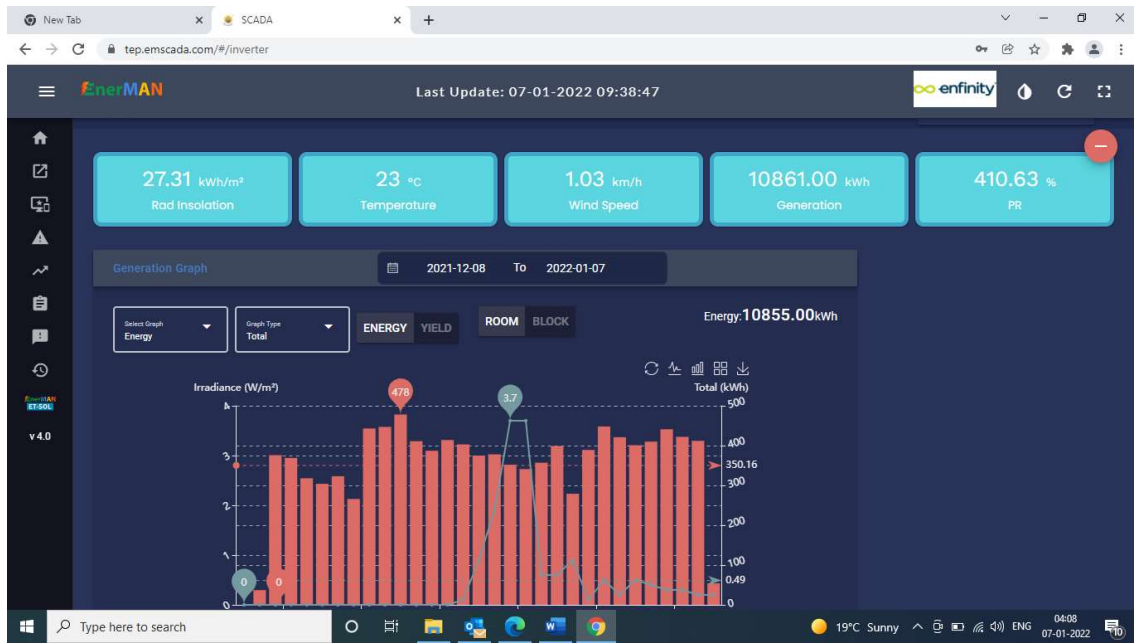 New Tab
SCADA
tep.emscada.com/#/inverter
EnerMAN
Last Update: 07-01-2022 09:38:47
enfinity
27.31 kWh/m²
Rad Insolation
23 °C
Temperature
1.03 km/h
Wind Speed
10861.00 kWh
Generation
410.63 %
PR
Generation Graph
2021-12-08 To 2022-01-07
Select Graph
Energy
Graph Type
Total
ENERGY YIELD
ROOM BLOCK
Energy:10855.00kWh
Irradiance (W/m²)
Total (kWh)
478
3.7
4
3
2
1
0
500
400
350.16
300
200
100
0.49
0
0
0
EnerMAN
ET-SOL
v 4.0
Type here to search
19°C Sunny
ENG
04:08
07-01-2022
10